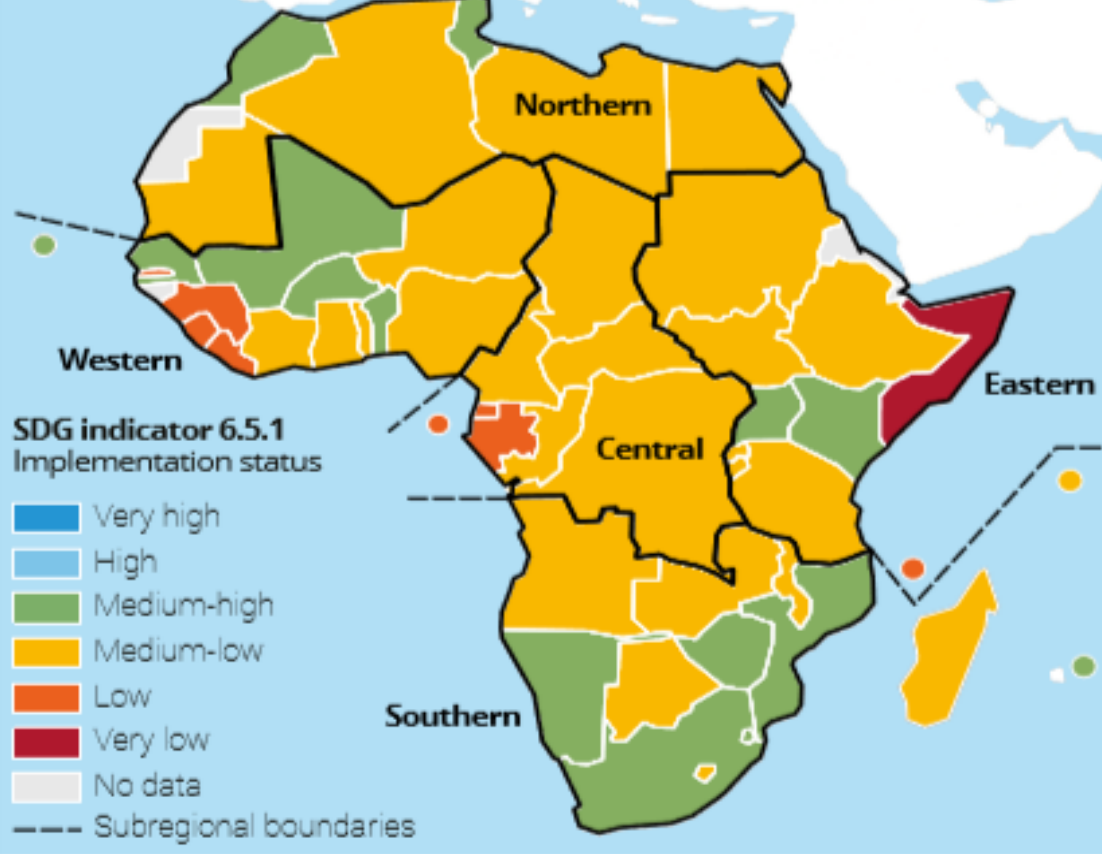 Northern
Western
Eastern
Central
Southern
SDG indicator 6.5.1
Implementation status
Very high
High
Medium-high
Medium-low
Low
Very low
No data
Subregional boundaries